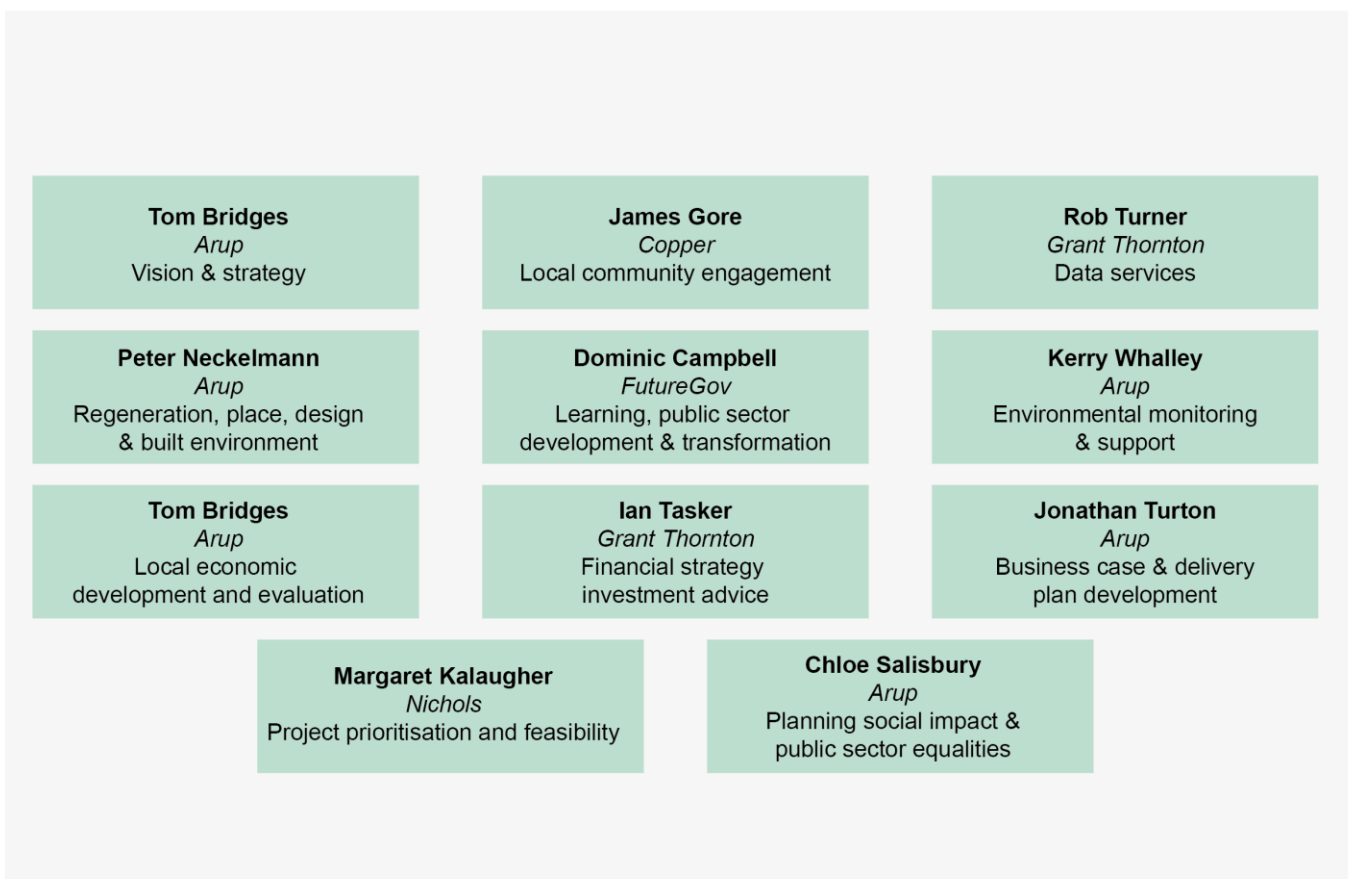 Tom Bridges
Arup
Vision & strategy
James Gore
Copper
Local community engagement
Rob Turner
Grant Thornton
Data services
Peter Neckelmann
Arup
Regeneration, place, design
& built environment
Dominic Campbell
FutureGov
Learning, public sector
development & transformation
Kerry Whalley
Arup
Environmental monitoring
& support
Tom Bridges
Arup
Local economic
development and evaluation
Ian Tasker
Grant Thornton
Financial strategy
investment advice
Jonathan Turton
Arup
Business case & delivery
plan development
Margaret Kalaugher
Nichols
Project prioritisation and feasibility
Chloe Salisbury
Arup
Planning social impact &
public sector equalities